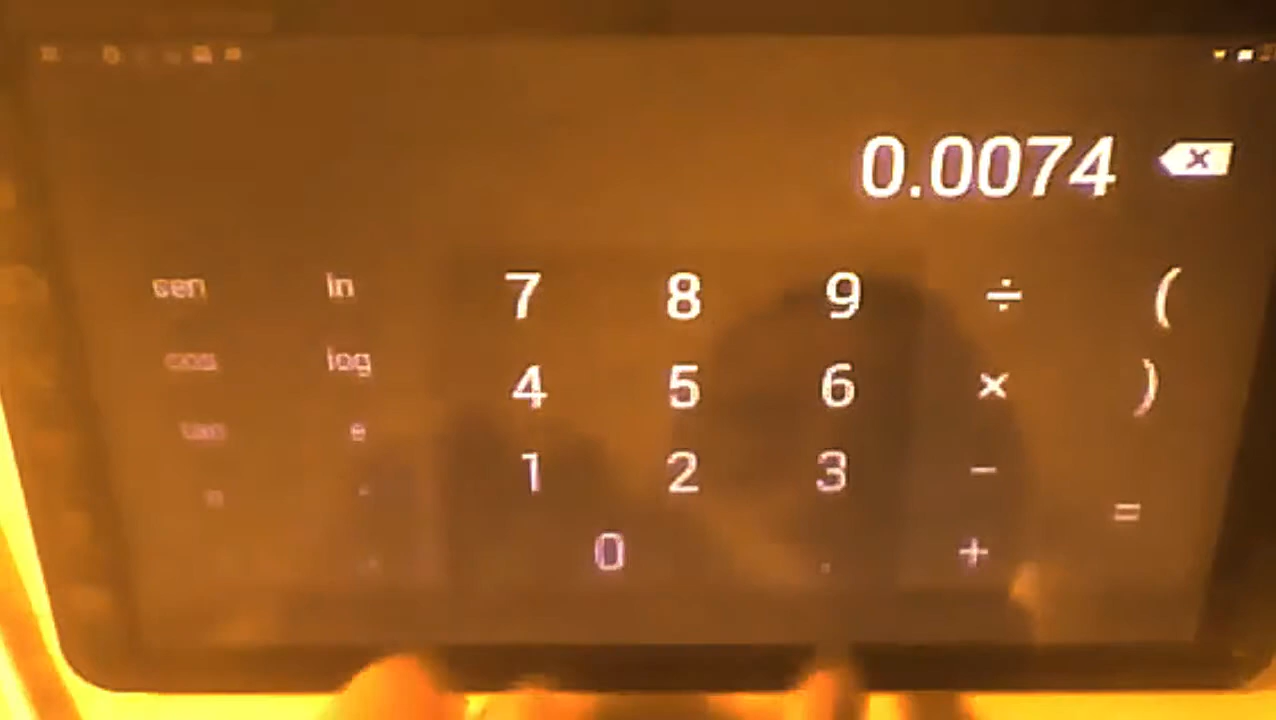 0.0074
sen ln 7 8 9 ÷ (
cos log 4 5 6 × )
tan e 1 2 3 −
=
0 . +